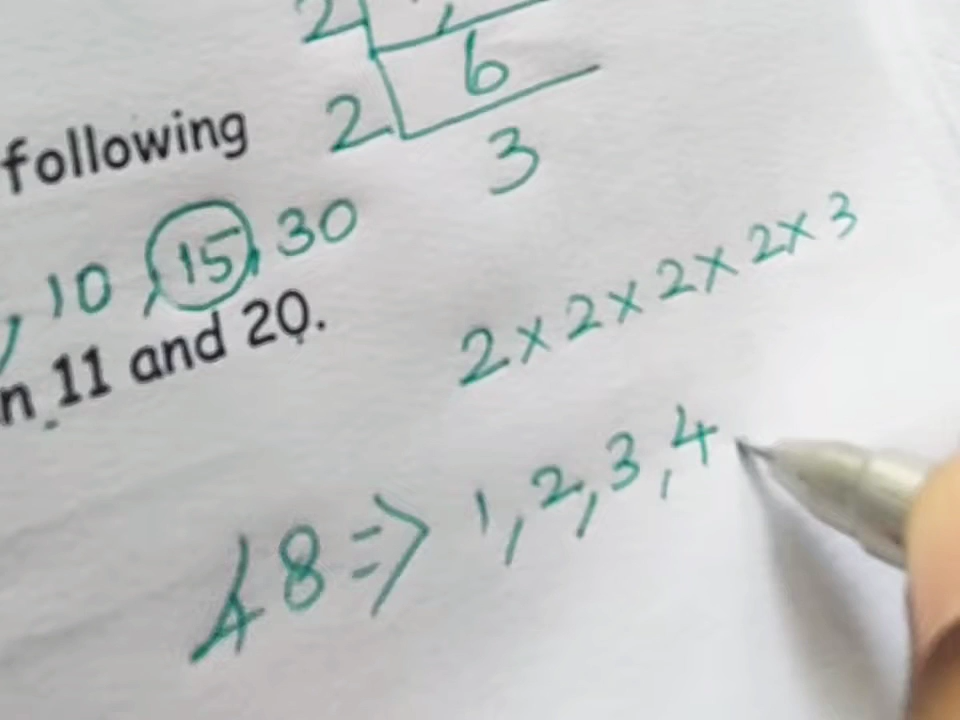 2
6
2
3
following
, 10, 15, 30
2 × 2 × 2 × 2 × 3
n 11 and 20.
48 => 1, 2, 3, 4